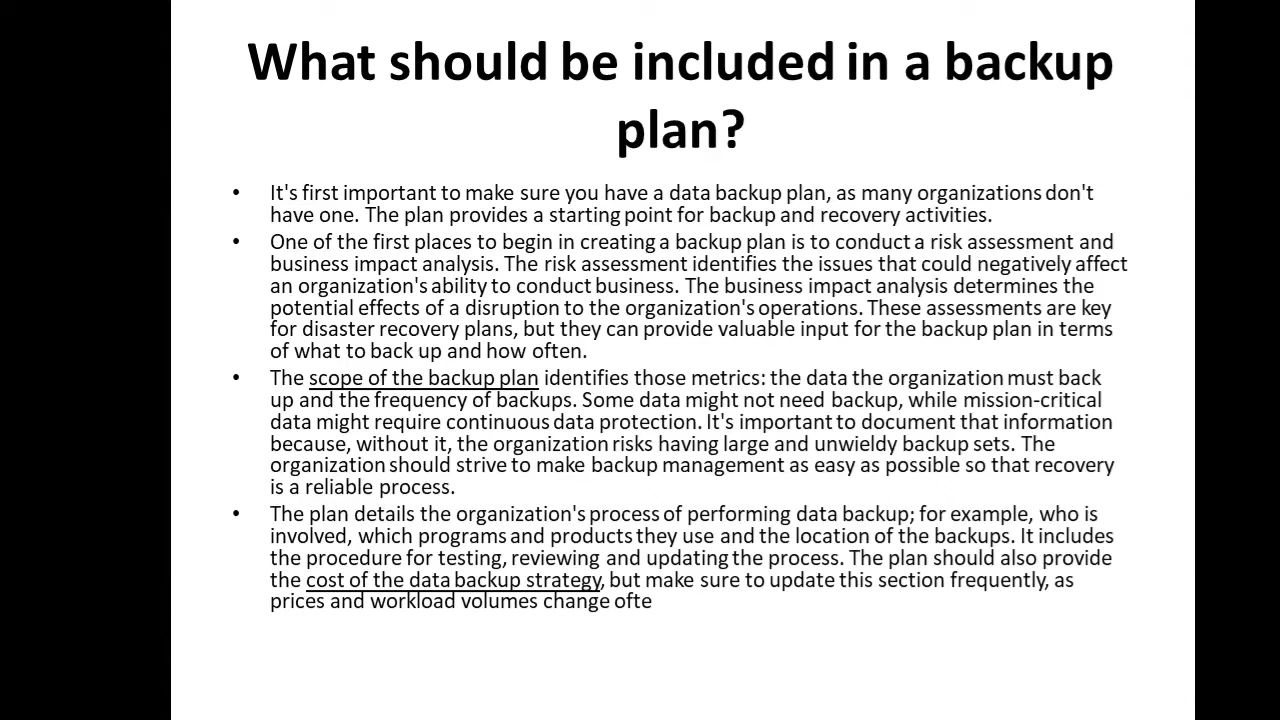 What should be included in a backup
plan?
• It's first important to make sure you have a data backup plan, as many organizations don't
have one. The plan provides a starting point for backup and recovery activities.
• One of the first places to begin in creating a backup plan is to conduct a risk assessment and
business impact analysis. The risk assessment identifies the issues that could negatively affect
an organization's ability to conduct business. The business impact analysis determines the
potential effects of a disruption to the organization's operations. These assessments are key
for disaster recovery plans, but they can provide valuable input for the backup plan in terms
of what to back up and how often.
• The scope of the backup plan identifies those metrics: the data the organization must back
up and the frequency of backups. Some data might not need backup, while mission-critical
data might require continuous data protection. It's important to document that information
because, without it, the organization risks having large and unwieldy backup sets. The
organization should strive to make backup management as easy as possible so that recovery
is a reliable process.
• The plan details the organization's process of performing data backup; for example, who is
involved, which programs and products they use and the location of the backups. It includes
the procedure for testing, reviewing and updating the process. The plan should also provide
the cost of the data backup strategy, but make sure to update this section frequently, as
prices and workload volumes change ofte